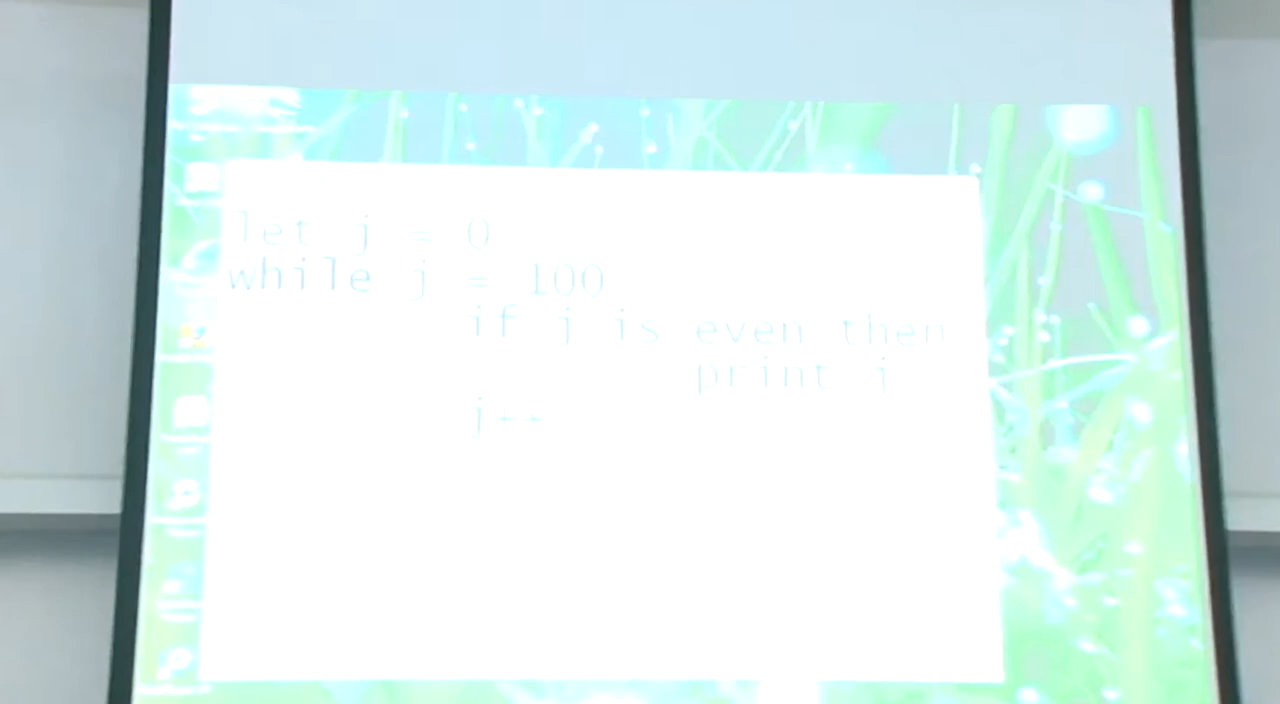 let j = 0
while j = 100
if j is even then
print j
j++